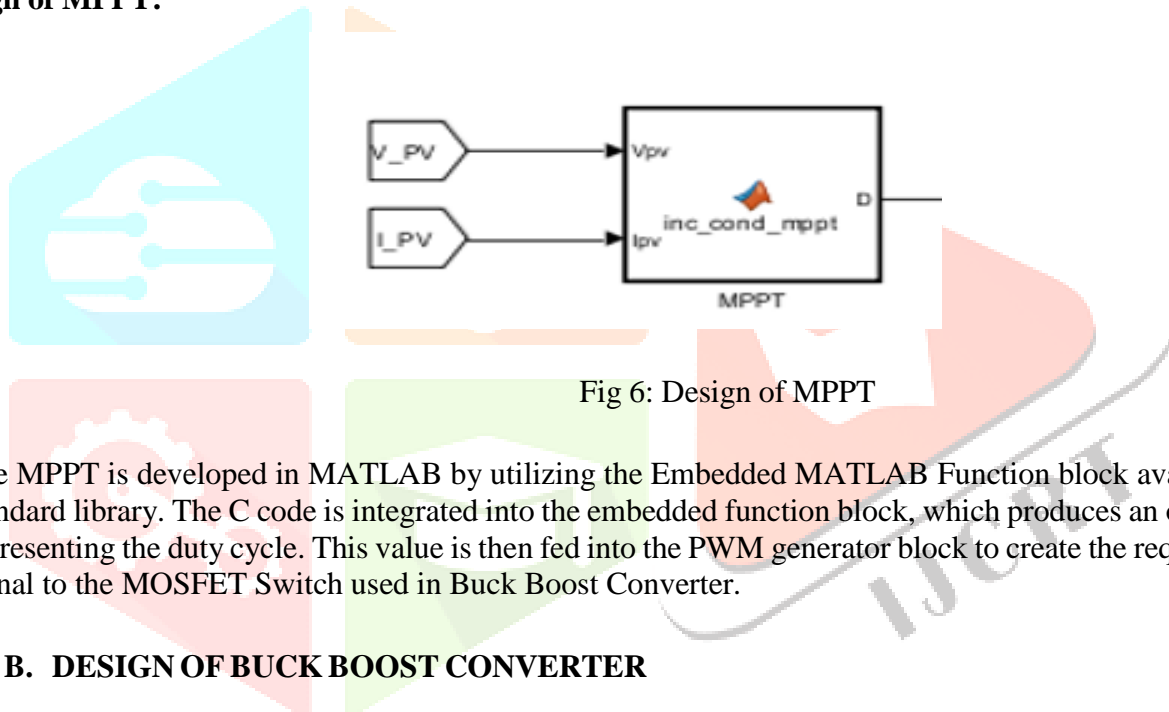 gn of MPPT:
V_PV
Vpv
D
inc_cond_mppt
I_PV
Ipv
MPPT
Fig 6: Design of MPPT
e MPPT is developed in MATLAB by utilizing the Embedded MATLAB Function block ava
ndard library. The C code is integrated into the embedded function block, which produces an
resenting the duty cycle. This value is then fed into the PWM generator block to create the req
nal to the MOSFET Switch used in Buck Boost Converter.
IJCRT
B. DESIGN OF BUCK BOOST CONVERTER